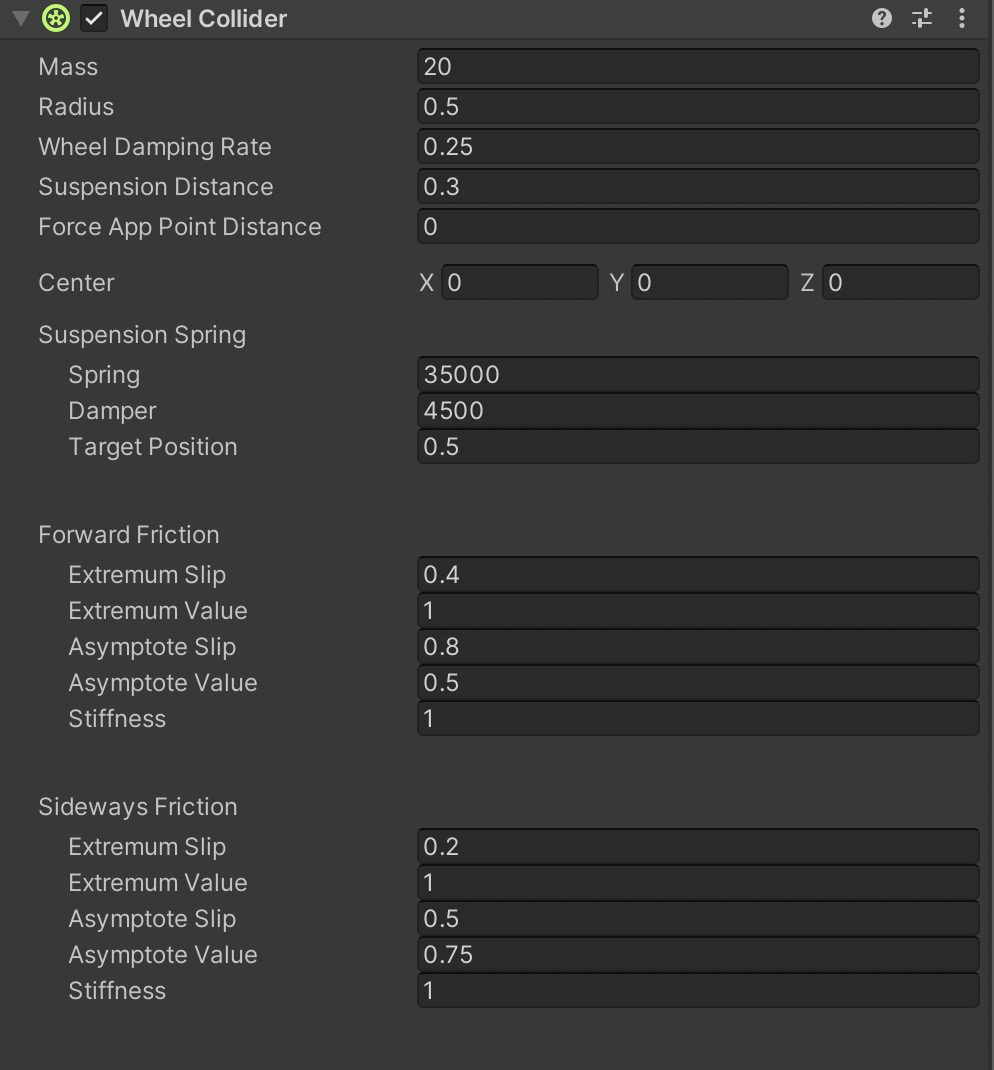 Wheel Collider
Mass 20
Radius 0.5
Wheel Damping Rate 0.25
Suspension Distance 0.3
Force App Point Distance 0
Center X 0 Y 0 Z 0
Suspension Spring
Spring 35000
Damper 4500
Target Position 0.5
Forward Friction
Extremum Slip 0.4
Extremum Value 1
Asymptote Slip 0.8
Asymptote Value 0.5
Stiffness 1
Sideways Friction
Extremum Slip 0.2
Extremum Value 1
Asymptote Slip 0.5
Asymptote Value 0.75
Stiffness 1